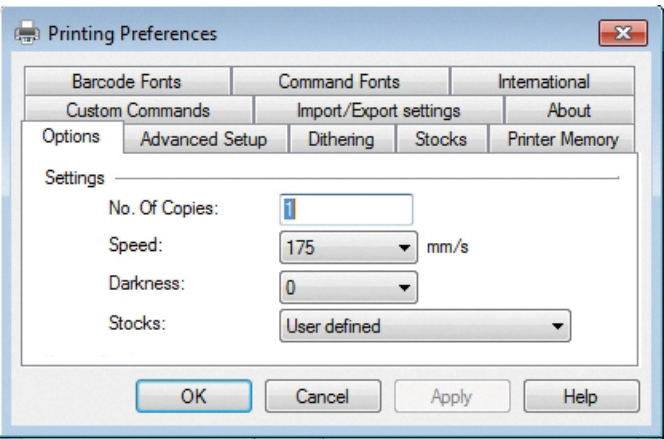 Printing Preferences
Barcode Fonts Command Fonts International
Custom Commands Import/Export settings About
Options Advanced Setup Dithering Stocks Printer Memory
Settings
No. Of Copies: 1
Speed: 175 mm/s
Darkness: 0
Stocks: User defined
OK Cancel Apply Help